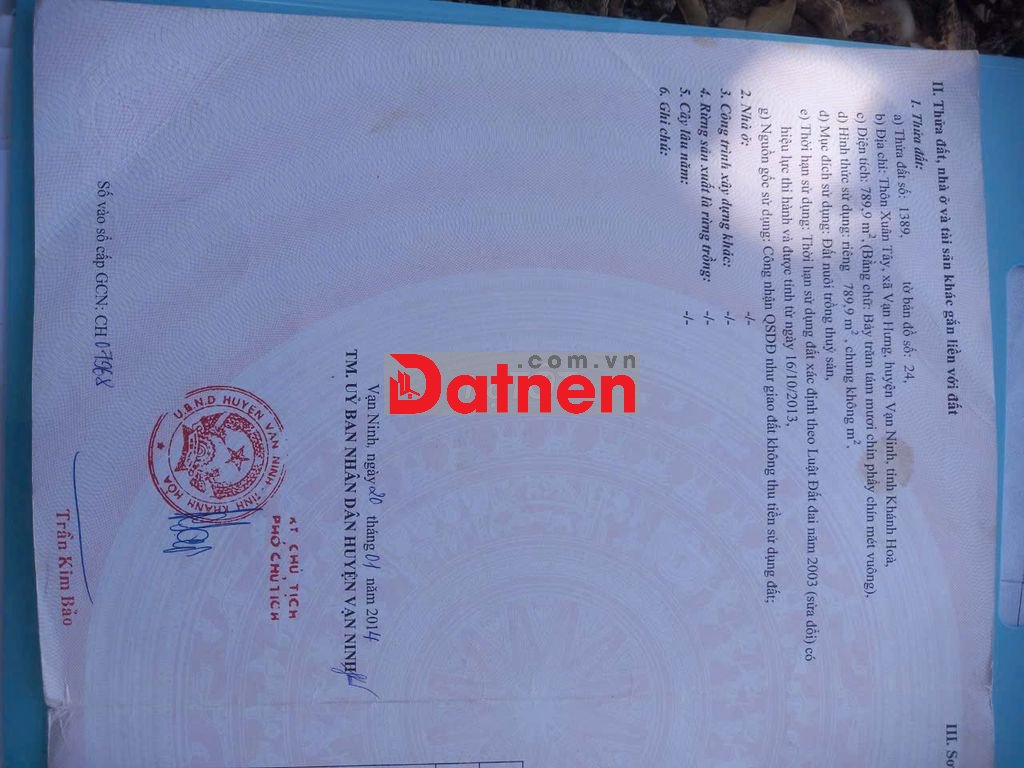 II. Thửa đất, nhà ở và tài sản khác gắn liền với đất
1. Thửa đất:
a) Thửa đất số: 1389, tờ bản đồ số: 24,
b) Địa chỉ: Thôn Xuân Tây, xã Vạn Hưng, huyện Vạn Ninh, tỉnh Khánh Hoà,
c) Diện tích: 789,9 m², (Bằng chữ: Bảy trăm tám mươi chín phẩy chín mét vuông),
d) Hình thức sử dụng: riêng 789,9 m², chung không m²,
đ) Mục đích sử dụng: Đất nuôi trồng thuỷ sản,
e) Thời hạn sử dụng: Thời hạn sử dụng đất xác định theo Luật Đất đai năm 2003 (sửa đổi) có
hiệu lực thi hành và được tính từ ngày 16/10/2013,
g) Nguồn gốc sử dụng: Công nhận QSDĐ như giao đất không thu tiền sử dụng đất;
2. Nhà ở: -/-
3. Công trình xây dựng khác: -/-
4. Rừng sản xuất là rừng trồng: -/-
5. Cây lâu năm: -/-
6. Ghi chú:
Vạn Ninh, ngày 20 tháng 01 năm 2014
TM. UỶ BAN NHÂN DÂN HUYỆN VẠN NINH
KT CHỦ TỊCH
PHÓ CHỦ TỊCH
U.B.N.D HUYỆN VẠN NINH - TỈNH KHÁNH HÒA
Trần Kim Bảo
Số vào sổ cấp GCN: CH 07968
III. Sơ
.com.vn
Datnen